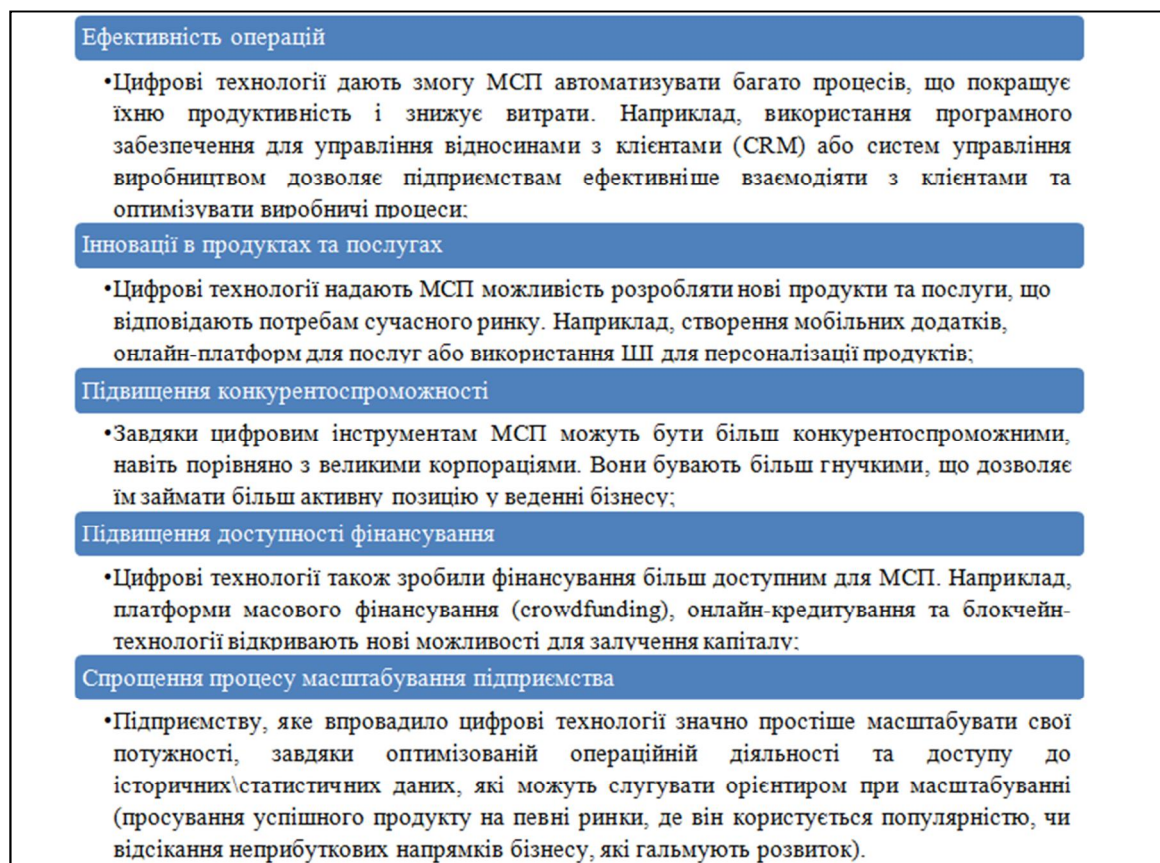 Ефективність операцій
•Цифрові технології дають змогу МСП автоматизувати багато процесів, що покращує
їхню продуктивність і знижує витрати. Наприклад, використання програмного
забезпечення для управління відносинами з клієнтами (CRM) або систем управління
виробництвом дозволяє підприємствам ефективніше взаємодіяти з клієнтами та
оптимізувати виробничі процеси;
Інновації в продуктах та послугах
•Цифрові технології надають МСП можливість розробляти нові продукти та послуги, що
відповідають потребам сучасного ринку. Наприклад, створення мобільних додатків,
онлайн-платформ для послуг або використання ШІ для персоналізації продуктів;
Підвищення конкурентоспроможності
•Завдяки цифровим інструментам МСП можуть бути більш конкурентоспроможними,
навіть порівняно з великими корпораціями. Вони бувають більш гнучкими, що дозволяє
їм займати більш активну позицію у веденні бізнесу;
Підвищення доступності фінансування
•Цифрові технології також зробили фінансування більш доступним для МСП. Наприклад,
платформи масового фінансування (crowdfunding), онлайн-кредитування та блокчейн-
технології відкривають нові можливості для залучення капіталу;
Спрощення процесу масштабування підприємства
•Підприємству, яке впровадило цифрові технології значно простіше масштабувати свої
потужності, завдяки оптимізованій операційній діяльності та доступу до
історичних\статистичних даних, які можуть слугувати орієнтиром при масштабуванні
(просування успішного продукту на певні ринки, де він користується популярністю, чи
відсікання неприбуткових напрямків бізнесу, які гальмують розвиток).